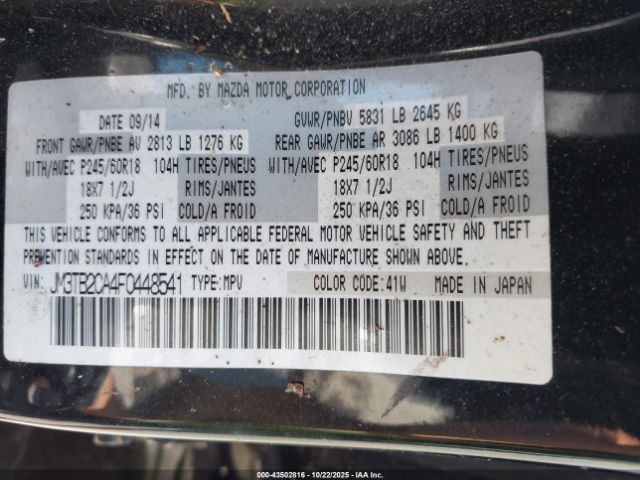 MFD. BY MAZDA MOTOR CORPORATION
DATE 09/14 GVWR/PNBV 5831 LB 2645 KG
FRONT GAWR/PNBE AV 2813 LB 1276 KG REAR GAWR/PNBE AR 3086 LB 1400 KG
WITH/AVEC P245/60R18 104H TIRES/PNEUS WITH/AVEC P245/60R18 104H TIRES/PNEUS
18X7 1/2J RIMS/JANTES 18X7 1/2J RIMS/JANTES
250 KPA/36 PSI COLD/A FROID 250 KPA/36 PSI COLD/A FROID
THIS VEHICLE CONFORMS TO ALL APPLICABLE FEDERAL MOTOR VEHICLE SAFETY AND THEFT
PREVENTION STANDARDS IN EFFECT ON THE DATE OF MANUFACTURE SHOWN ABOVE.
VIN: JM3TB2CA4F0448541 TYPE:MPV COLOR CODE:41W MADE IN JAPAN
000-43502816 - 10/22/2025 - IAAI.com